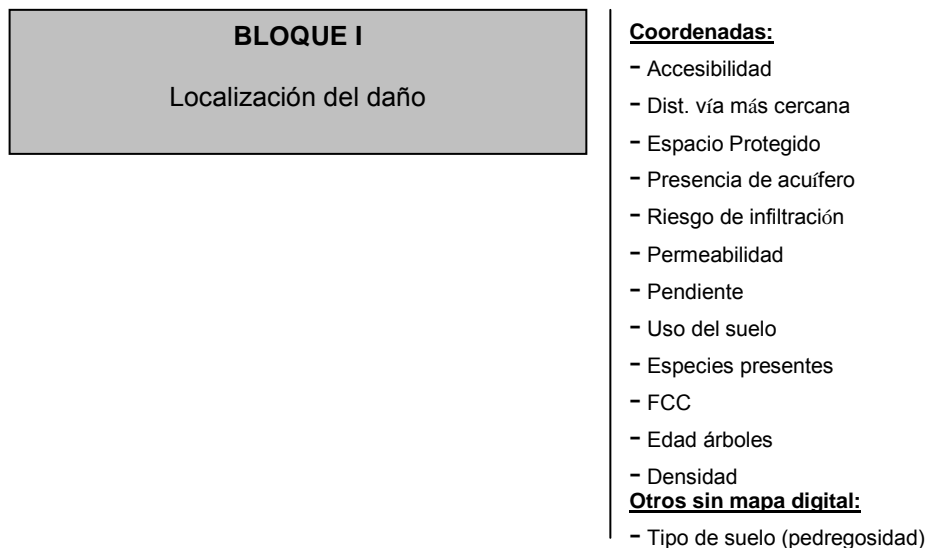 BLOQUE I
Localización del daño
Coordenadas:
- Accesibilidad
- Dist. vía más cercana
- Espacio Protegido
- Presencia de acuífero
- Riesgo de infiltración
- Permeabilidad
- Pendiente
- Uso del suelo
- Especies presentes
- FCC
- Edad árboles
- Densidad
Otros sin mapa digital:
- Tipo de suelo (pedregosidad)